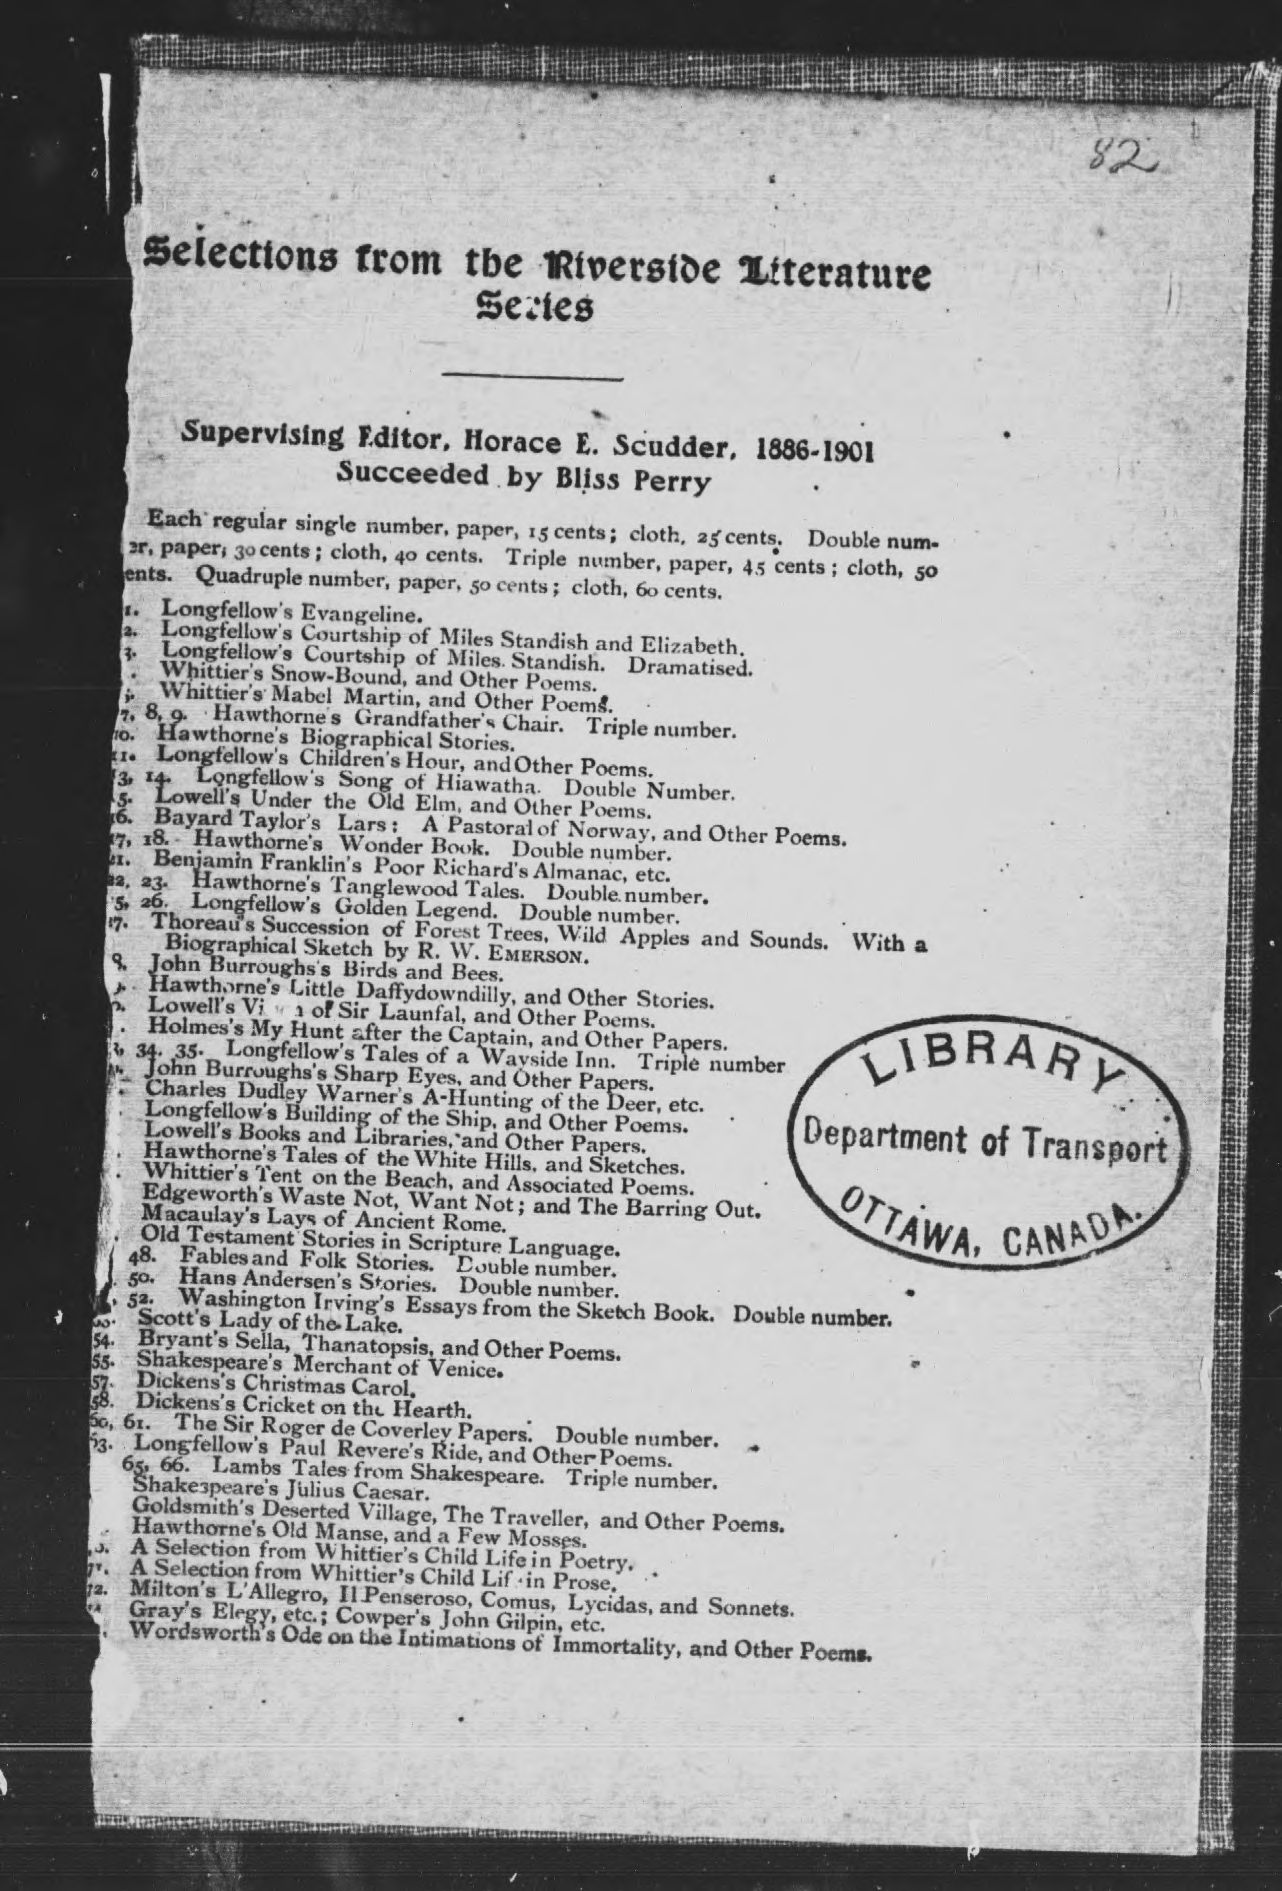 82
Selections from the Riverside Literature
Series
Supervising Editor, Horace E. Scudder, 1886-1901
Succeeded by Bliss Perry
Each regular single number, paper, 15 cents; cloth, 25 cents. Double num-
er, paper, 30 cents; cloth, 40 cents. Triple number, paper, 45 cents; cloth, 50
ents. Quadruple number, paper, 50 cents; cloth, 60 cents.
1. Longfellow's Evangeline.
2. Longfellow's Courtship of Miles Standish and Elizabeth.
3. Longfellow's Courtship of Miles Standish. Dramatised.
. Whittier's Snow-Bound, and Other Poems.
Whittier's Mabel Martin, and Other Poems.
7, 8, 9. Hawthorne's Grandfather's Chair. Triple number.
10. Hawthorne's Biographical Stories.
11. Longfellow's Children's Hour, and Other Poems.
3, 14. Longfellow's Song of Hiawatha. Double Number.
5. Lowell's Under the Old Elm, and Other Poems.
16. Bayard Taylor's Lars: A Pastoral of Norway, and Other Poems.
17, 18. Hawthorne's Wonder Book. Double number.
21. Benjamin Franklin's Poor Richard's Almanac, etc.
22, 23. Hawthorne's Tanglewood Tales. Double number.
5, 26. Longfellow's Golden Legend. Double number.
7. Thoreau's Succession of Forest Trees, Wild Apples and Sounds. With a
Biographical Sketch by R. W. EMERSON.
John Burroughs's Birds and Bees.
Hawthorne's Little Daffydowndilly, and Other Stories.
Lowell's of Sir Launfal, and Other Poems.
. Holmes's My Hunt after the Captain, and Other Papers.
34, 35. Longfellow's Tales of a Wayside Inn. Triple number
John Burroughs's Sharp Eyes, and Other Papers.
. Charles Dudley Warner's A-Hunting of the Deer, etc.
. Longfellow's Building of the Ship, and Other Poems.
Lowell's Books and Libraries, and Other Papers.
. Hawthorne's Tales of the White Hills, and Sketches.
. Whittier's Tent on the Beach, and Associated Poems.
Edgeworth's Waste Not, Want Not; and The Barring Out.
Macaulay's Lays of Ancient Rome.
. Old Testament Stories in Scripture Language.
48. Fables and Folk Stories. Double number.
. 50. Hans Andersen's Stories. Double number.
, 52. Washington Irving's Essays from the Sketch Book. Double number.
Scott's Lady of the Lake.
54. Bryant's Sella, Thanatopsis, and Other Poems.
55. Shakespeare's Merchant of Venice.
57. Dickens's Christmas Carol.
58. Dickens's Cricket on the Hearth.
60, 61. The Sir Roger de Coverley Papers. Double number.
63. Longfellow's Paul Revere's Ride, and Other Poems.
65, 66. Lambs Tales from Shakespeare. Triple number.
Shakespeare's Julius Caesar.
Goldsmith's Deserted Village, The Traveller, and Other Poems.
Hawthorne's Old Manse, and a Few Mosses.
A Selection from Whittier's Child Life in Poetry.
A Selection from Whittier's Child Lif in Prose.
72. Milton's L'Allegro, Il Penseroso, Comus, Lycidas, and Sonnets.
Gray's Elegy, etc.; Cowper's John Gilpin, etc.
. Wordsworth's Ode on the Intimations of Immortality, and Other Poems.
LIBRARY
Department of Transport
OTTAWA, CANADA.